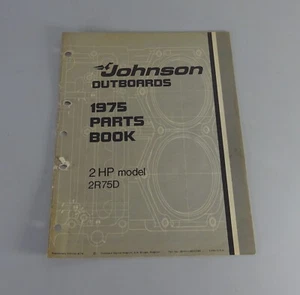 Johnson
OUTBOARDS
1975
PARTS
BOOK
2 HP model
2R75D